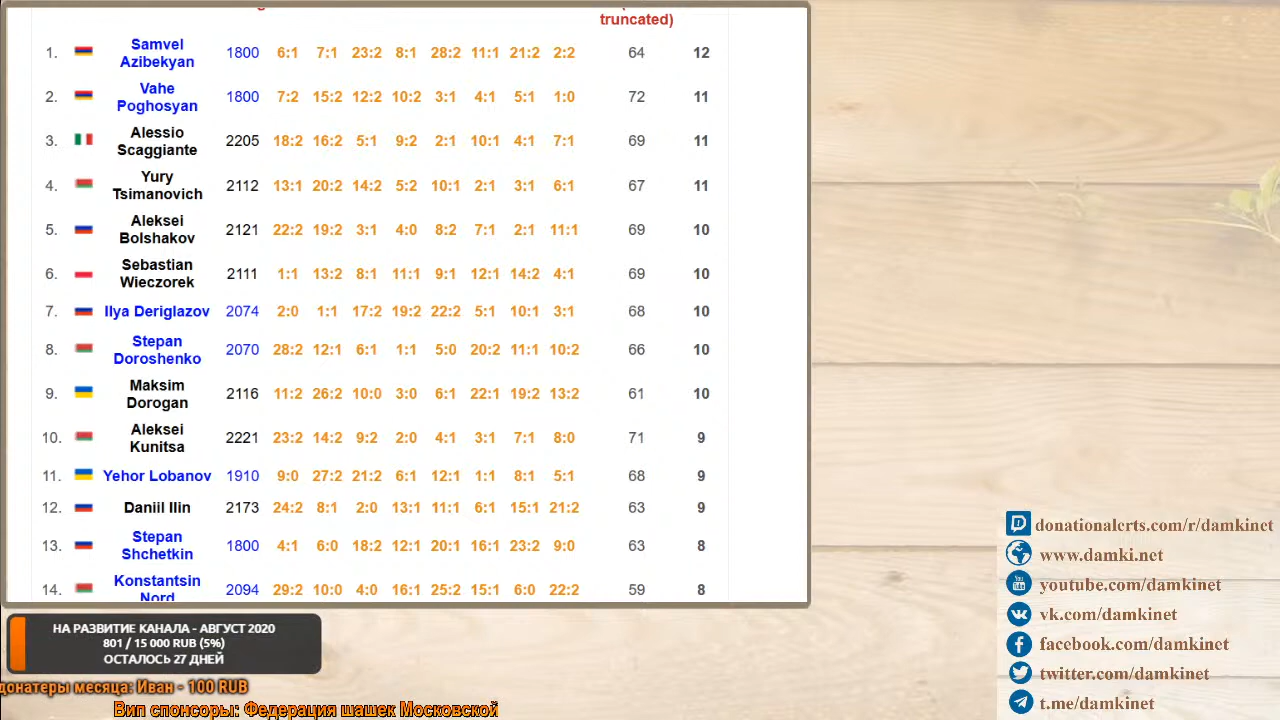 truncated)
1. Samvel Azibekyan 1800 6:1 7:1 23:2 8:1 28:2 11:1 21:2 2:2 64 12
2. Vahe Poghosyan 1800 7:2 15:2 12:2 10:2 3:1 4:1 5:1 1:0 72 11
3. Alessio Scaggiante 2205 18:2 16:2 5:1 9:2 2:1 10:1 4:1 7:1 69 11
4. Yury Tsimanovich 2112 13:1 20:2 14:2 5:2 10:1 2:1 3:1 6:1 67 11
5. Aleksei Bolshakov 2121 22:2 19:2 3:1 4:0 8:2 7:1 2:1 11:1 69 10
6. Sebastian Wieczorek 2111 1:1 13:2 8:1 11:1 9:1 12:1 14:2 4:1 69 10
7. Ilya Deriglazov 2074 2:0 1:1 17:2 19:2 22:2 5:1 10:1 3:1 68 10
8. Stepan Doroshenko 2070 28:2 12:1 6:1 1:1 5:0 20:2 11:1 10:2 66 10
9. Maksim Dorogan 2116 11:2 26:2 10:0 3:0 6:1 22:1 19:2 13:2 61 10
10. Aleksei Kunitsa 2221 23:2 14:2 9:2 2:0 4:1 3:1 7:1 8:0 71 9
11. Yehor Lobanov 1910 9:0 27:2 21:2 6:1 12:1 1:1 8:1 5:1 68 9
12. Daniil Ilin 2173 24:2 8:1 2:0 13:1 11:1 6:1 15:1 21:2 63 9
13. Stepan Shchetkin 1800 4:1 6:0 18:2 12:1 20:1 16:1 23:2 9:0 63 8
14. Konstantsin Nord 2094 29:2 10:0 4:0 16:1 25:2 15:1 6:0 22:2 59 8
НА РАЗВИТИЕ КАНАЛА - АВГУСТ 2020
801 / 15 000 RUB (5%)
ОСТАЛОСЬ 27 ДНЕЙ
донатеры месяца: Иван - 100 RUB
Вип спонсоры: Федерация шашек Московской
donationalerts.com/r/damkinet
www.damki.net
You Tube
youtube.com/damkinet
vk.com/damkinet
facebook.com/damkinet
twitter.com/damkinet
t.me/damkinet